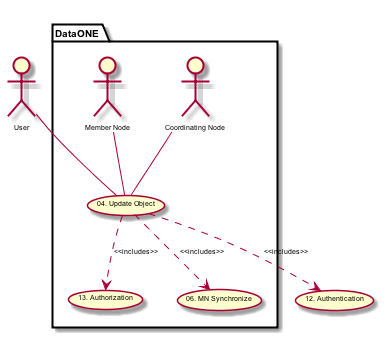 DataONE
User
Member Node
Coordinating Node
04. Update Object
<<includes>>
<<includes>>
<<includes>>
13. Authorization
06. MN Synchronize
12. Authentication